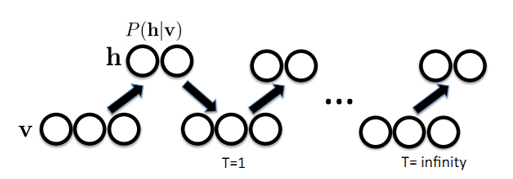 P(h|v)
h
v
...
T=1
T= infinity